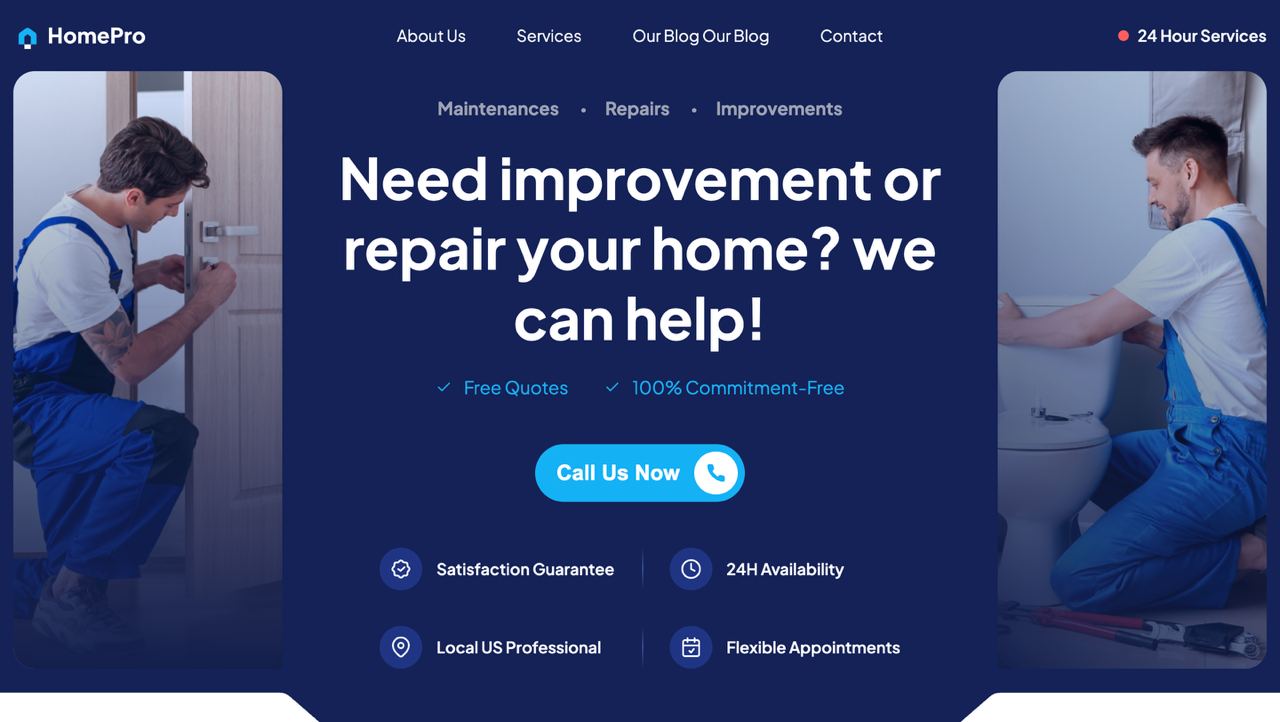 HomePro
About Us Services Our Blog Our Blog Contact
24 Hour Services
Maintenances • Repairs • Improvements
Need improvement or
repair your home? we
can help!
Free Quotes 100% Commitment-Free
Call Us Now
Satisfaction Guarantee 24H Availability
Local US Professional Flexible Appointments